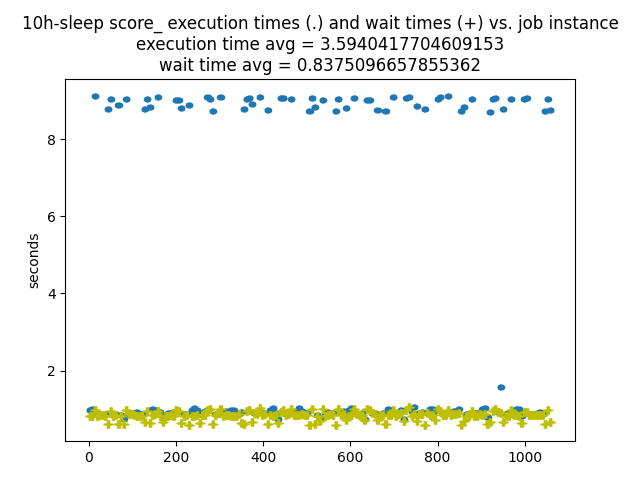 10h-sleep score_ execution times (.) and wait times (+) vs. job instance
execution time avg = 3.5940417704609153
wait time avg = 0.8375096657855362
8
6
4
2
seconds
0 200 400 600 800 1000